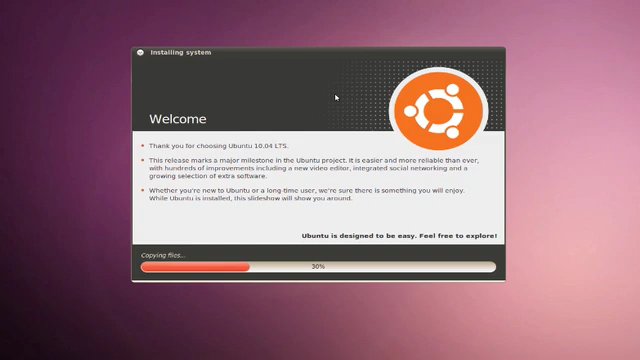 Installing system
Welcome
Thank you for choosing Ubuntu 10.04 LTS.
This release marks a major milestone in the Ubuntu project. It is easier and more reliable than ever,
with hundreds of improvements including a new video editor, integrated social networking and a
growing selection of extra software.
Whether you're new to Ubuntu or a long-time user, we're sure there is something you will enjoy.
While Ubuntu is installed, this slideshow will show you around.
Ubuntu is designed to be easy. Feel free to explore!
Copying files...
30%